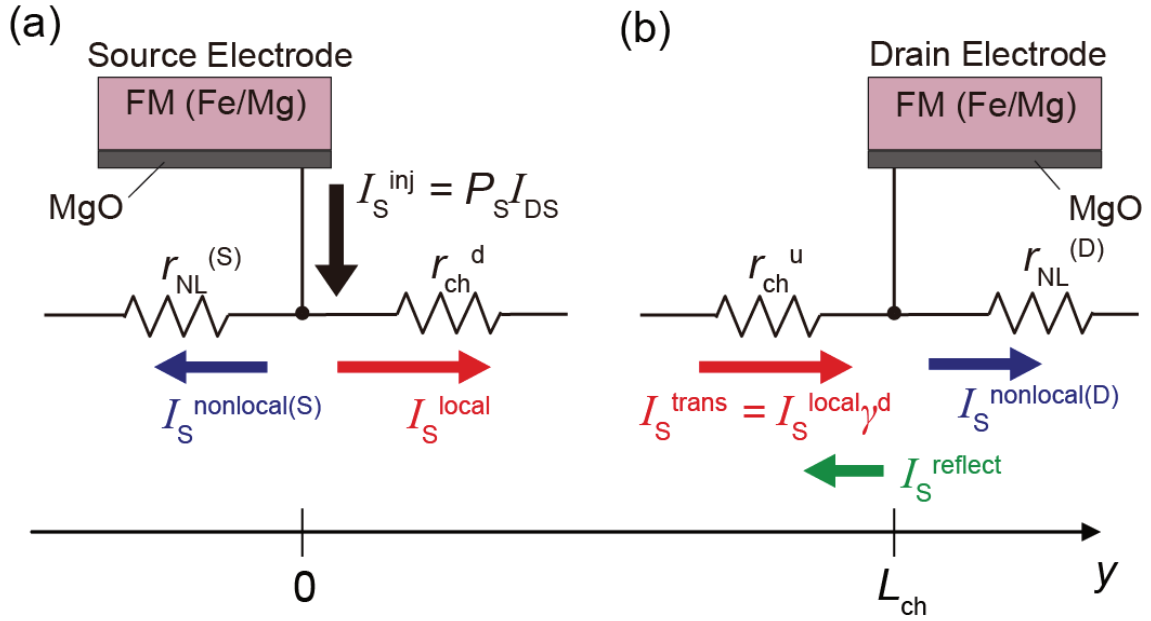 (a)
Source Electrode
FM (Fe/Mg)
MgO
I_S^inj = P_S I_DS
r_NL^(S)
r_ch^d
I_S^nonlocal(S)
I_S^local
(b)
Drain Electrode
FM (Fe/Mg)
MgO
r_ch^u
r_NL^(D)
I_S^trans = I_S^local γ^d
I_S^nonlocal(D)
I_S^reflect
0
L_ch
y